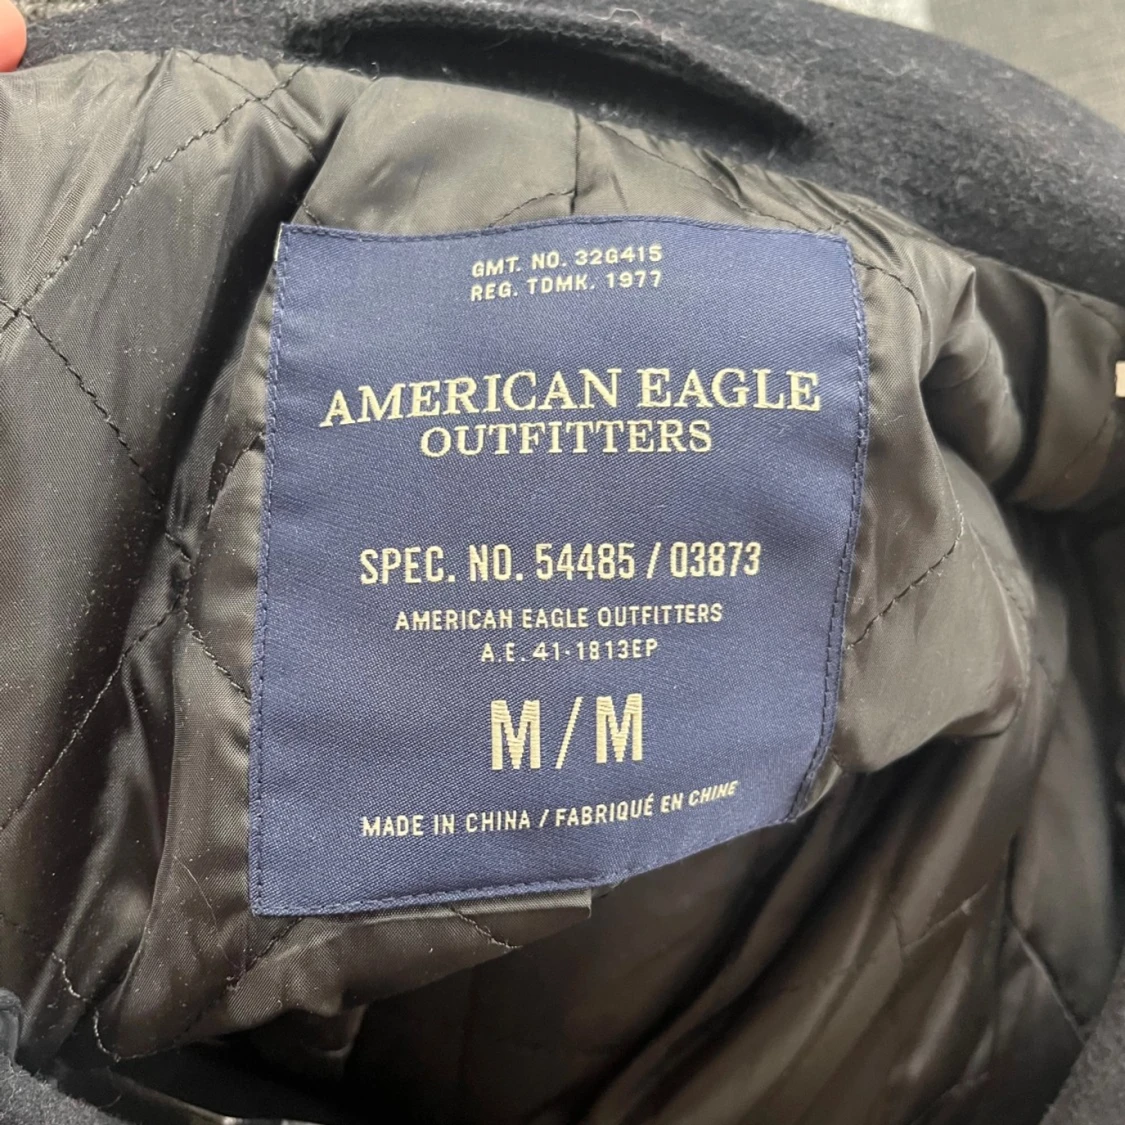 GMT. NO. 32G41S
REG. TDMK. 1977
AMERICAN EAGLE
OUTFITTERS
SPEC. NO. 54485 / 03873
AMERICAN EAGLE OUTFITTERS
A.E. 41-1813EP
M/M
MADE IN CHINA / FABRIQUÉ EN CHINE